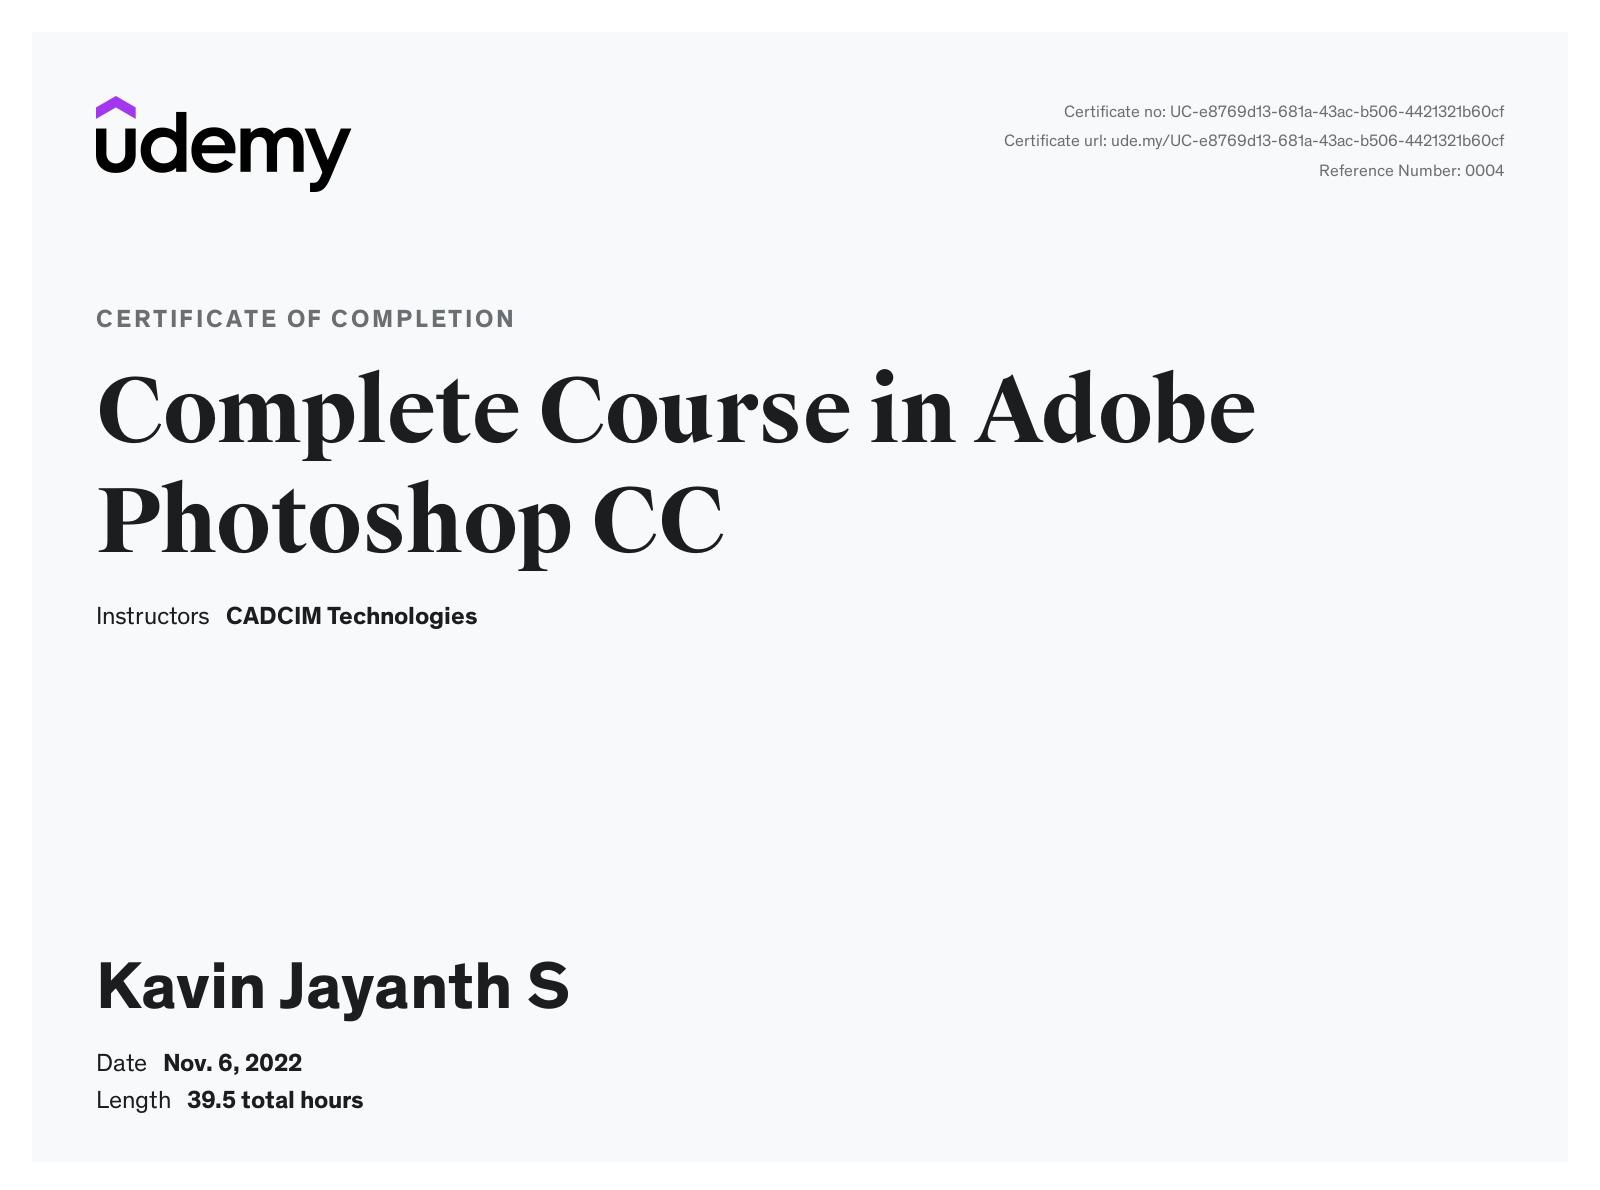 udemy
Certificate no: UC-e8769d13-681a-43ac-b506-4421321b60cf
Certificate url: ude.my/UC-e8769d13-681a-43ac-b506-4421321b60cf
Reference Number: 0004
CERTIFICATE OF COMPLETION
Complete Course in Adobe
Photoshop CC
Instructors CADCIM Technologies
Kavin Jayanth S
Date Nov. 6, 2022
Length 39.5 total hours